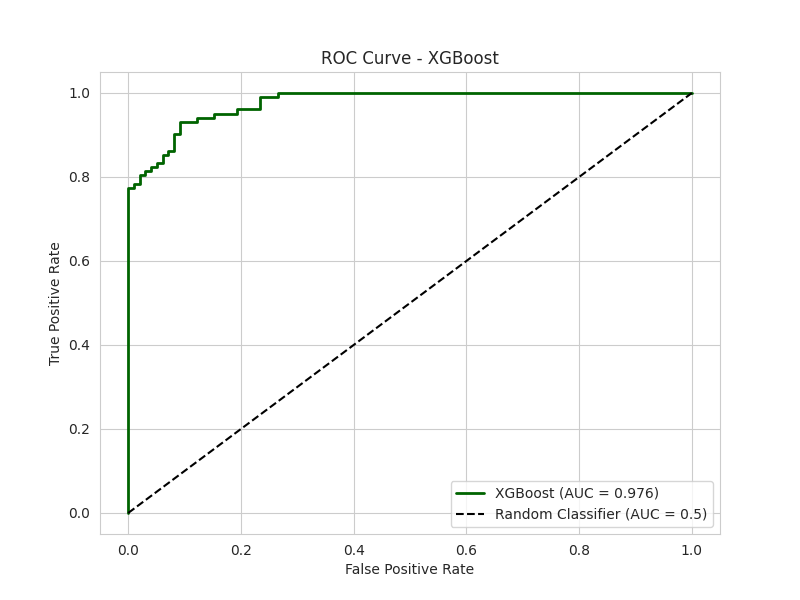 ROC Curve - XGBoost
True Positive Rate
1.0
0.8
0.6
0.4
0.2
0.0
XGBoost (AUC = 0.976)
Random Classifier (AUC = 0.5)
0.0 0.2 0.4 0.6 0.8 1.0
False Positive Rate